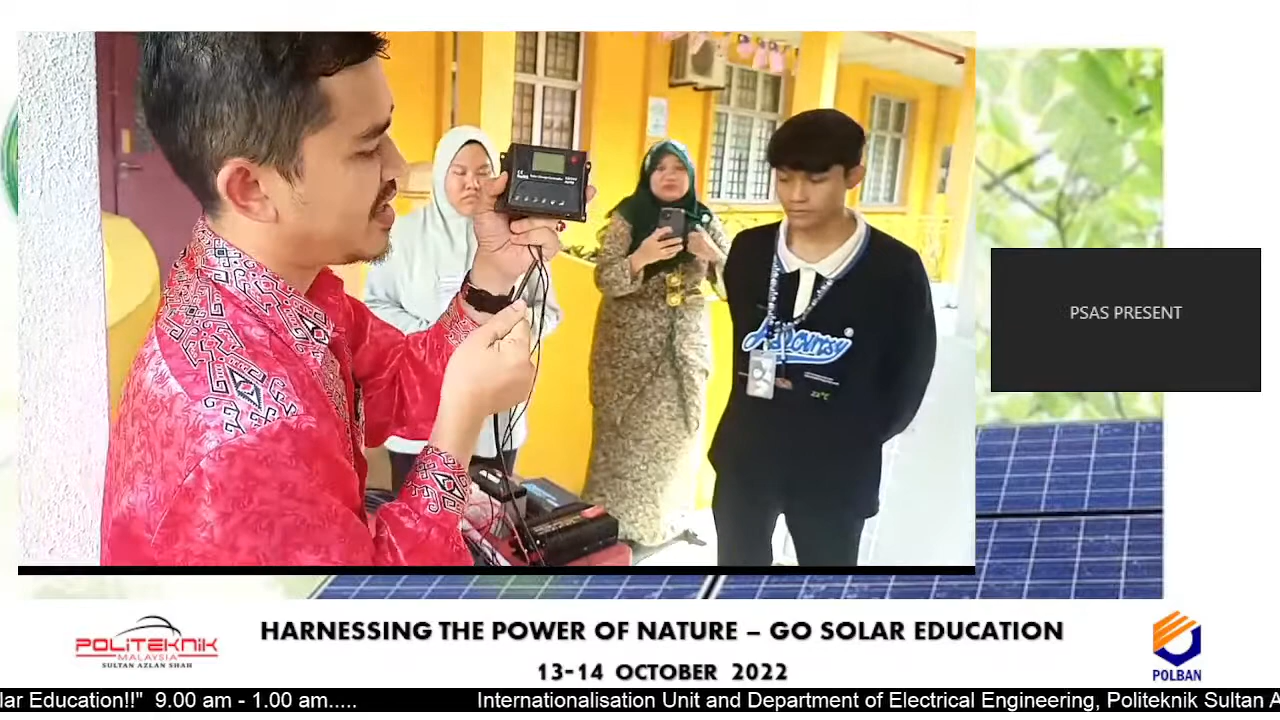 PSAS PRESENT
POLITEKNIK
MALAYSIA
SULTAN AZLAN SHAH
HARNESSING THE POWER OF NATURE – GO SOLAR EDUCATION
13-14 OCTOBER 2022
POLBAN
lar Education!!" 9.00 am - 1.00 am..... Internationalisation Unit and Department of Electrical Engineering, Politeknik Sultan A